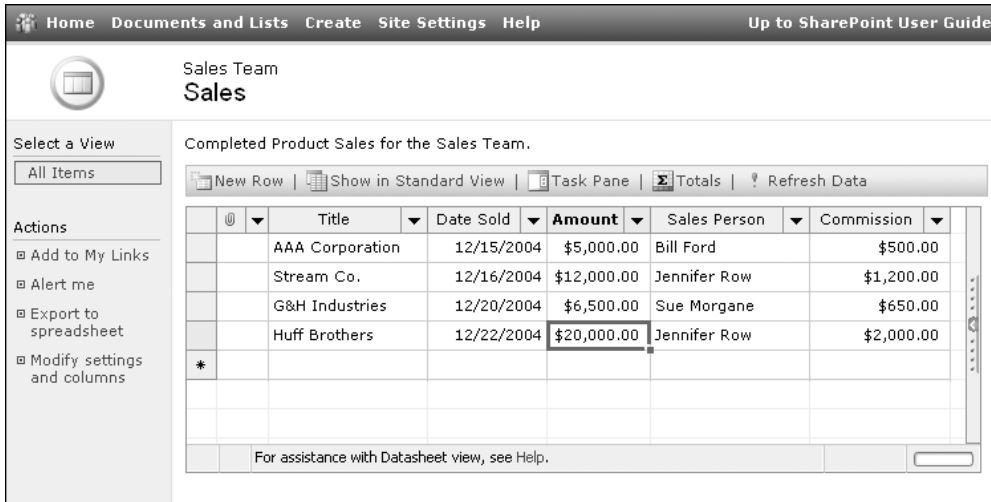 Home Documents and Lists Create Site Settings Help Up to SharePoint User Guide
Sales Team
Sales
Select a View
All Items
Actions
Add to My Links
Alert me
Export to
spreadsheet
Modify settings
and columns
Completed Product Sales for the Sales Team.
New Row | Show in Standard View | Task Pane | Σ Totals | Refresh Data
Title Date Sold Amount Sales Person Commission
AAA Corporation 12/15/2004 $5,000.00 Bill Ford $500.00
Stream Co. 12/16/2004 $12,000.00 Jennifer Row $1,200.00
G&H Industries 12/20/2004 $6,500.00 Sue Morgane $650.00
Huff Brothers 12/22/2004 $20,000.00 Jennifer Row $2,000.00
*
For assistance with Datasheet view, see Help.